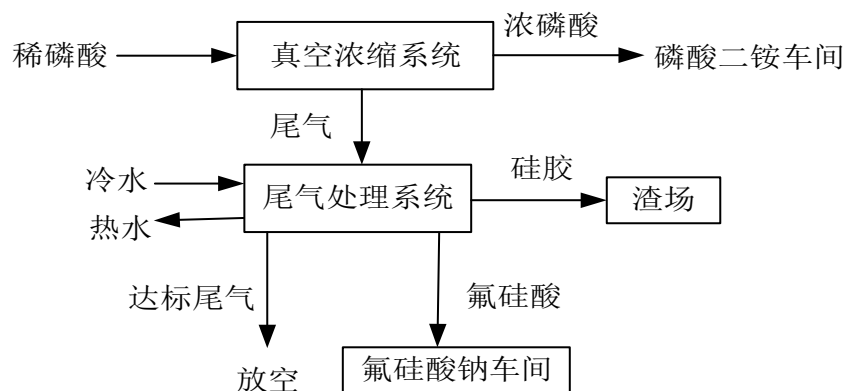 稀磷酸
真空浓缩系统
浓磷酸
磷酸二铵车间
尾气
冷水
热水
尾气处理系统
硅胶
渣场
达标尾气
氟硅酸
放空
氟硅酸钠车间